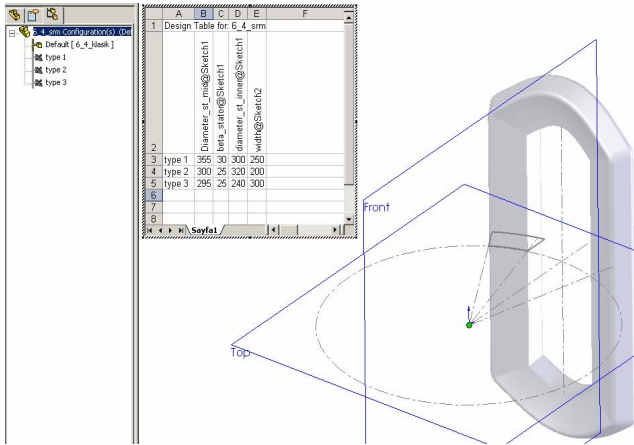 6_4_srm Configuration(s) (Def
Default [ 6_4_klasik ]
type 1
type 2
type 3
A B C D E F
1 Design Table for: 6_4_srm
2 Diameter_st_mid@Sketch1 beta_stator@Sketch1 diameter_st_inner@Sketch1 width@Sketch2
3 type 1 355 30 300 250
4 type 2 300 25 320 200
5 type 3 295 25 240 300
6
7
8
Sayfa1
Front
Top